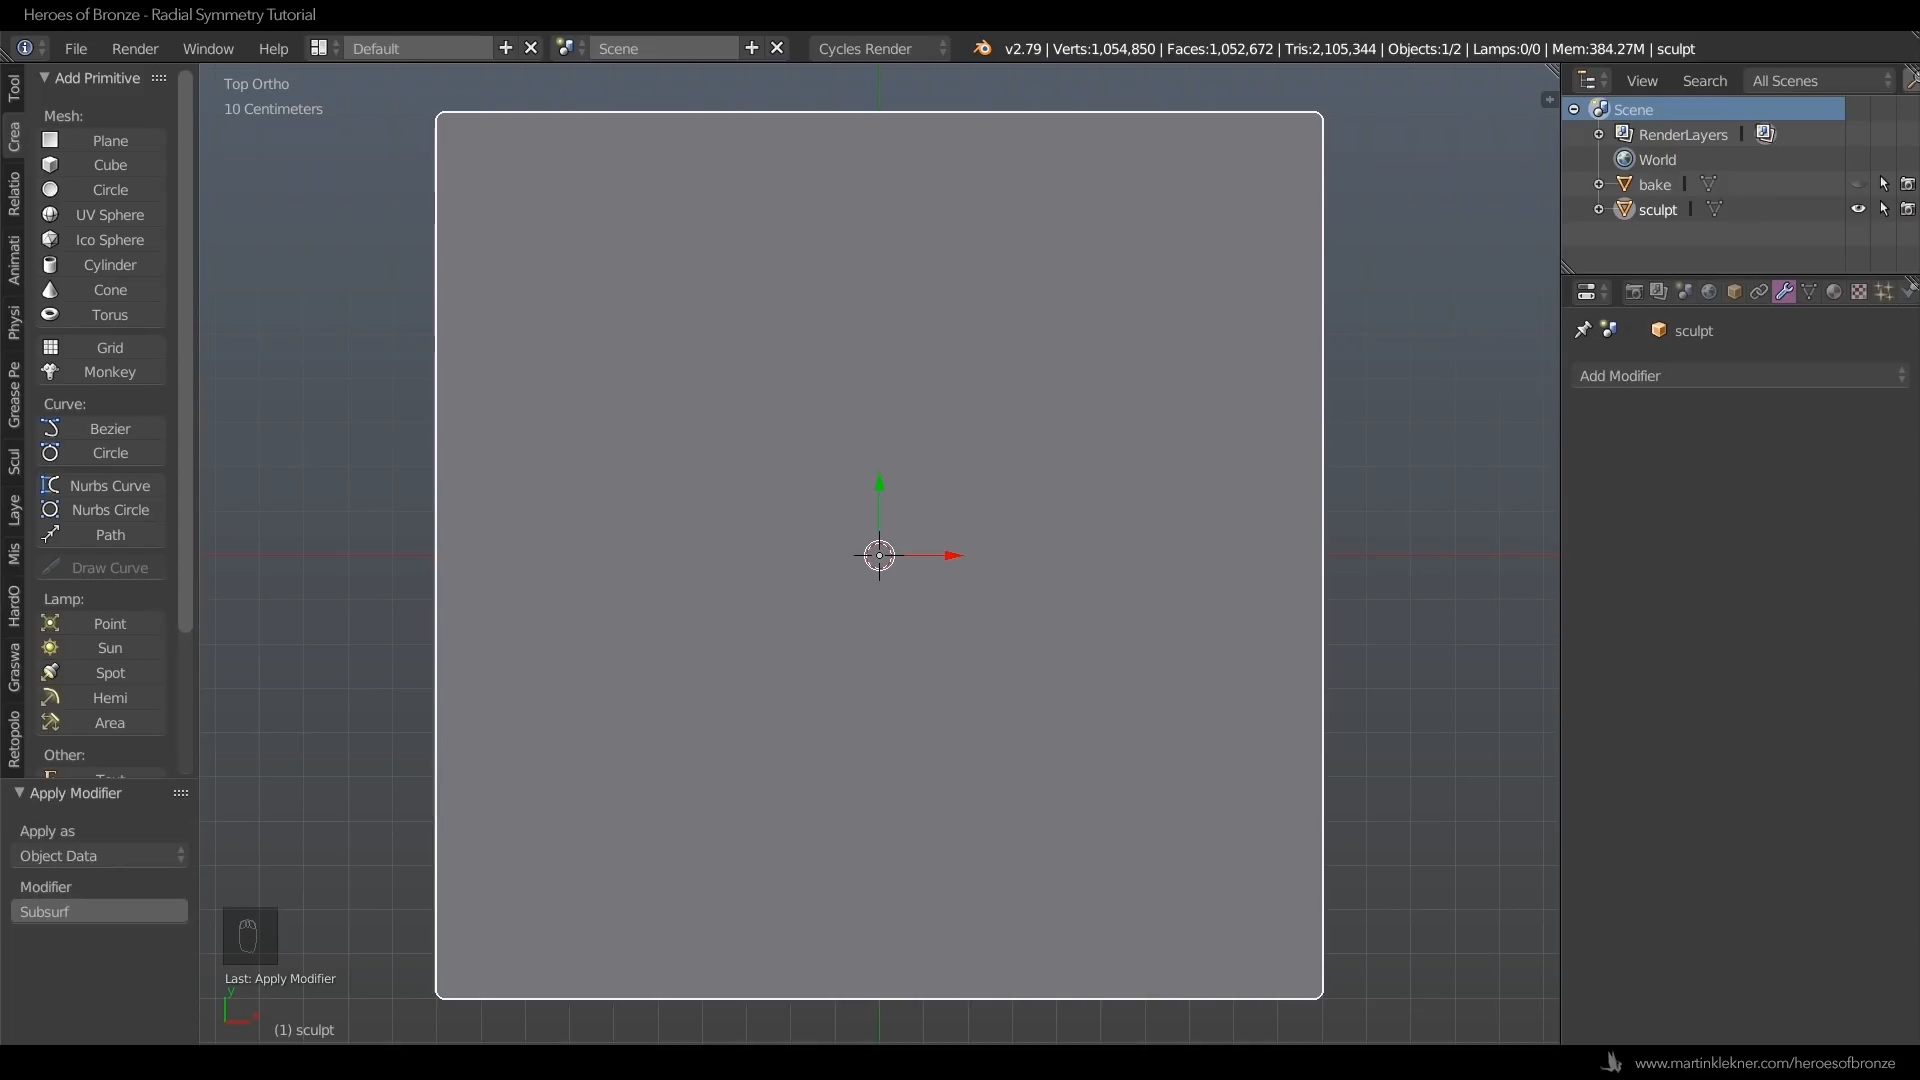 Heroes of Bronze - Radial Symmetry Tutorial
File Render Window Help Default Scene Cycles Render v2.79 | Verts:1,054,850 | Faces:1,052,672 | Tris:2,105,344 | Objects:1/2 | Lamps:0/0 | Mem:384.27M | sculpt
Tool
Crea
Relatio
Animati
Physi
Grease Pe
Scul
Laye
Mis
HardO
Graswa
Retopolo
Add Primitive
Mesh:
Plane
Cube
Circle
UV Sphere
Ico Sphere
Cylinder
Cone
Torus
Grid
Monkey
Curve:
Bezier
Circle
Nurbs Curve
Nurbs Circle
Path
Draw Curve
Lamp:
Point
Sun
Spot
Hemi
Area
Other:
Apply Modifier
Apply as
Object Data
Modifier
Subsurf
Top Ortho
10 Centimeters
Last: Apply Modifier
y
x
(1) sculpt
View Search All Scenes
Scene
RenderLayers
World
bake
sculpt
sculpt
Add Modifier
www.martinklekner.com/heroesofbronze